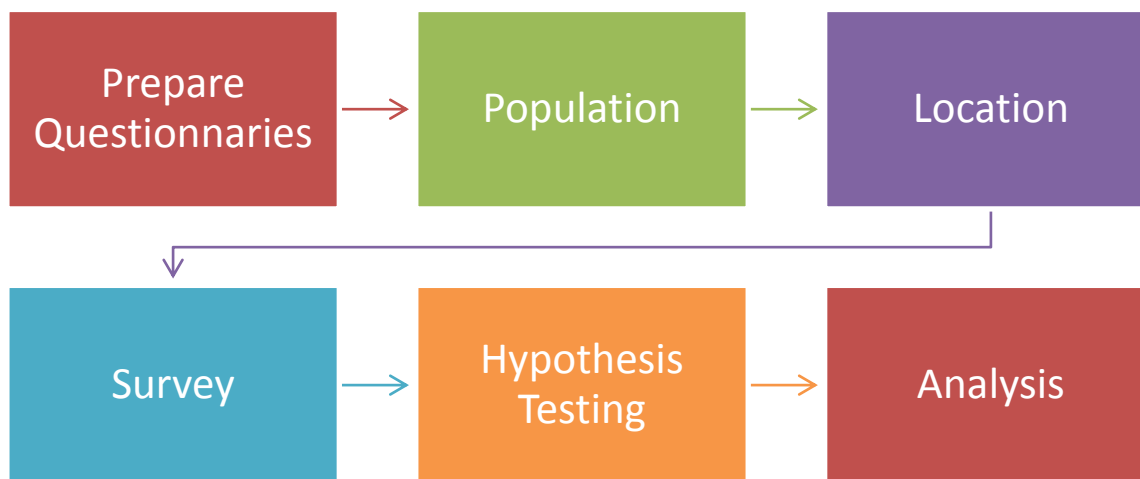 Prepare
Questionnaries
Population
Location
Survey
Hypothesis
Testing
Analysis